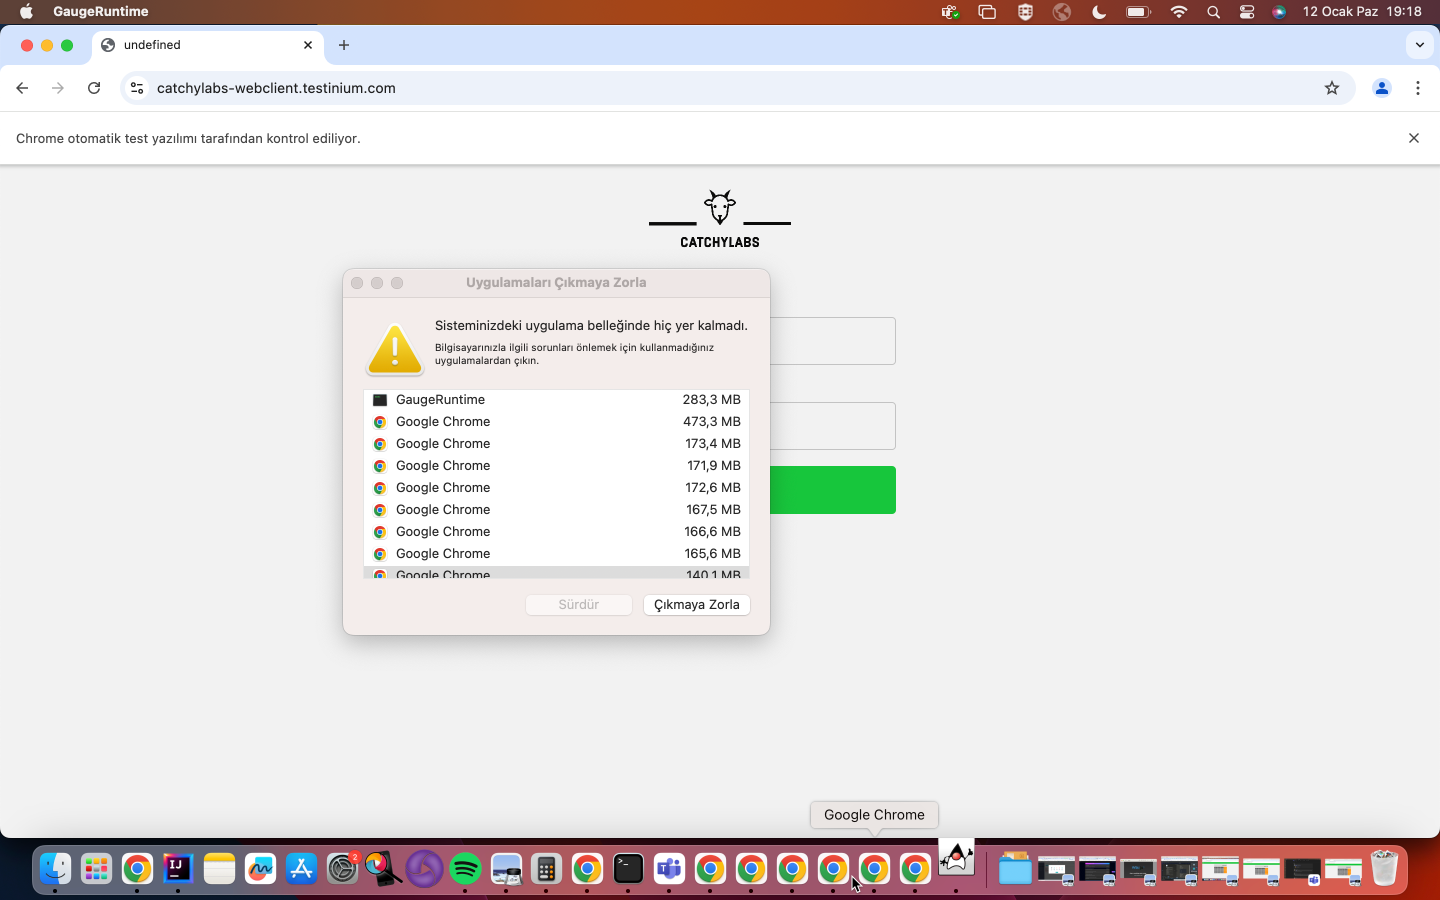 GaugeRuntime
12 Ocak Paz 19:18
undefined
catchylabs-webclient.testinium.com
Chrome otomatik test yazılımı tarafından kontrol ediliyor.
CATCHYLABS
Uygulamaları Çıkmaya Zorla
Sisteminizdeki uygulama belleğinde hiç yer kalmadı.
Bilgisayarınızla ilgili sorunları önlemek için kullanmadığınız
uygulamalardan çıkın.
GaugeRuntime 283,3 MB
Google Chrome 473,3 MB
Google Chrome 173,4 MB
Google Chrome 171,9 MB
Google Chrome 172,6 MB
Google Chrome 167,5 MB
Google Chrome 166,6 MB
Google Chrome 165,6 MB
Google Chrome 140,1 MB
Sürdür
Çıkmaya Zorla
Google Chrome
IJ
2
>_